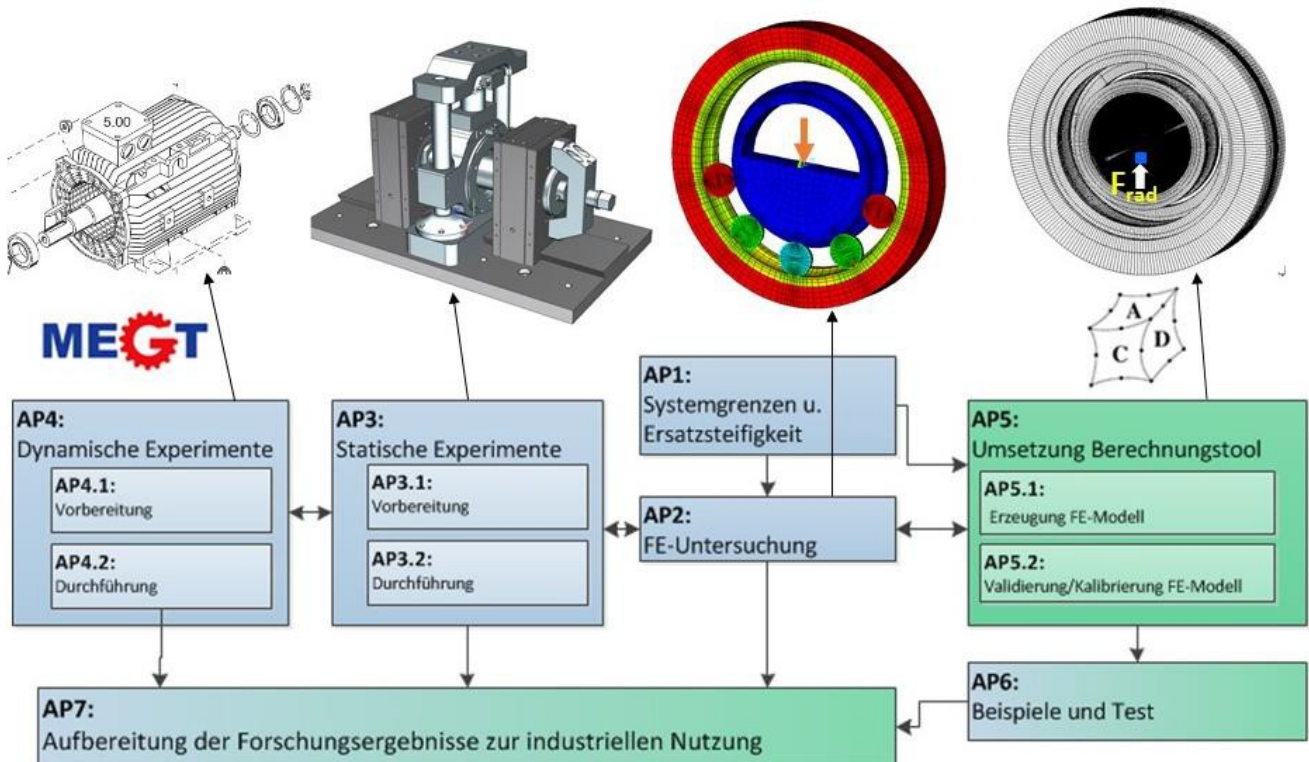 5.00
F rad
MEGT
A
C
D
AP4:
Dynamische Experimente
AP4.1:
Vorbereitung
AP4.2:
Durchführung
AP3:
Statische Experimente
AP3.1:
Vorbereitung
AP3.2:
Durchführung
AP1:
Systemgrenzen u.
Ersatzsteifigkeit
AP2:
FE-Untersuchung
AP5:
Umsetzung Berechnungstool
AP5.1:
Erzeugung FE-Modell
AP5.2:
Validierung/Kalibrierung FE-Modell
AP6:
Beispiele und Test
AP7:
Aufbereitung der Forschungsergebnisse zur industriellen Nutzung